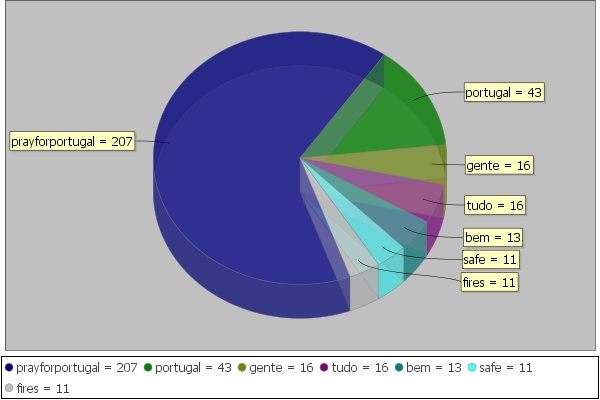 prayforportugal = 207
portugal = 43
gente = 16
tudo = 16
bem = 13
safe = 11
fires = 11
prayforportugal = 207 portugal = 43 gente = 16 tudo = 16 bem = 13 safe = 11
fires = 11